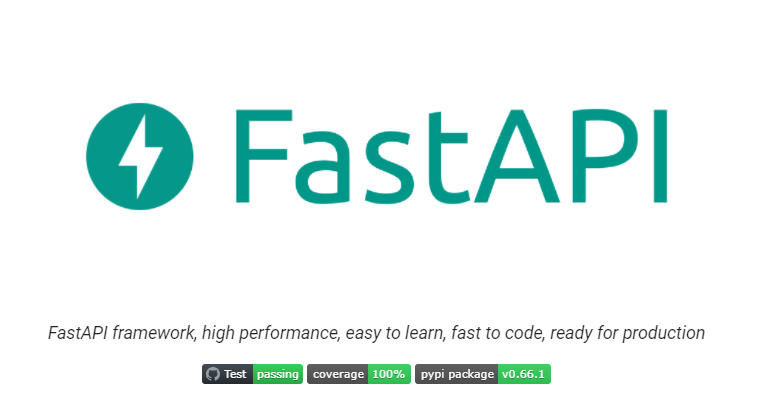 FastAPI
FastAPI framework, high performance, easy to learn, fast to code, ready for production
Test passing coverage 100% pypi package v0.66.1